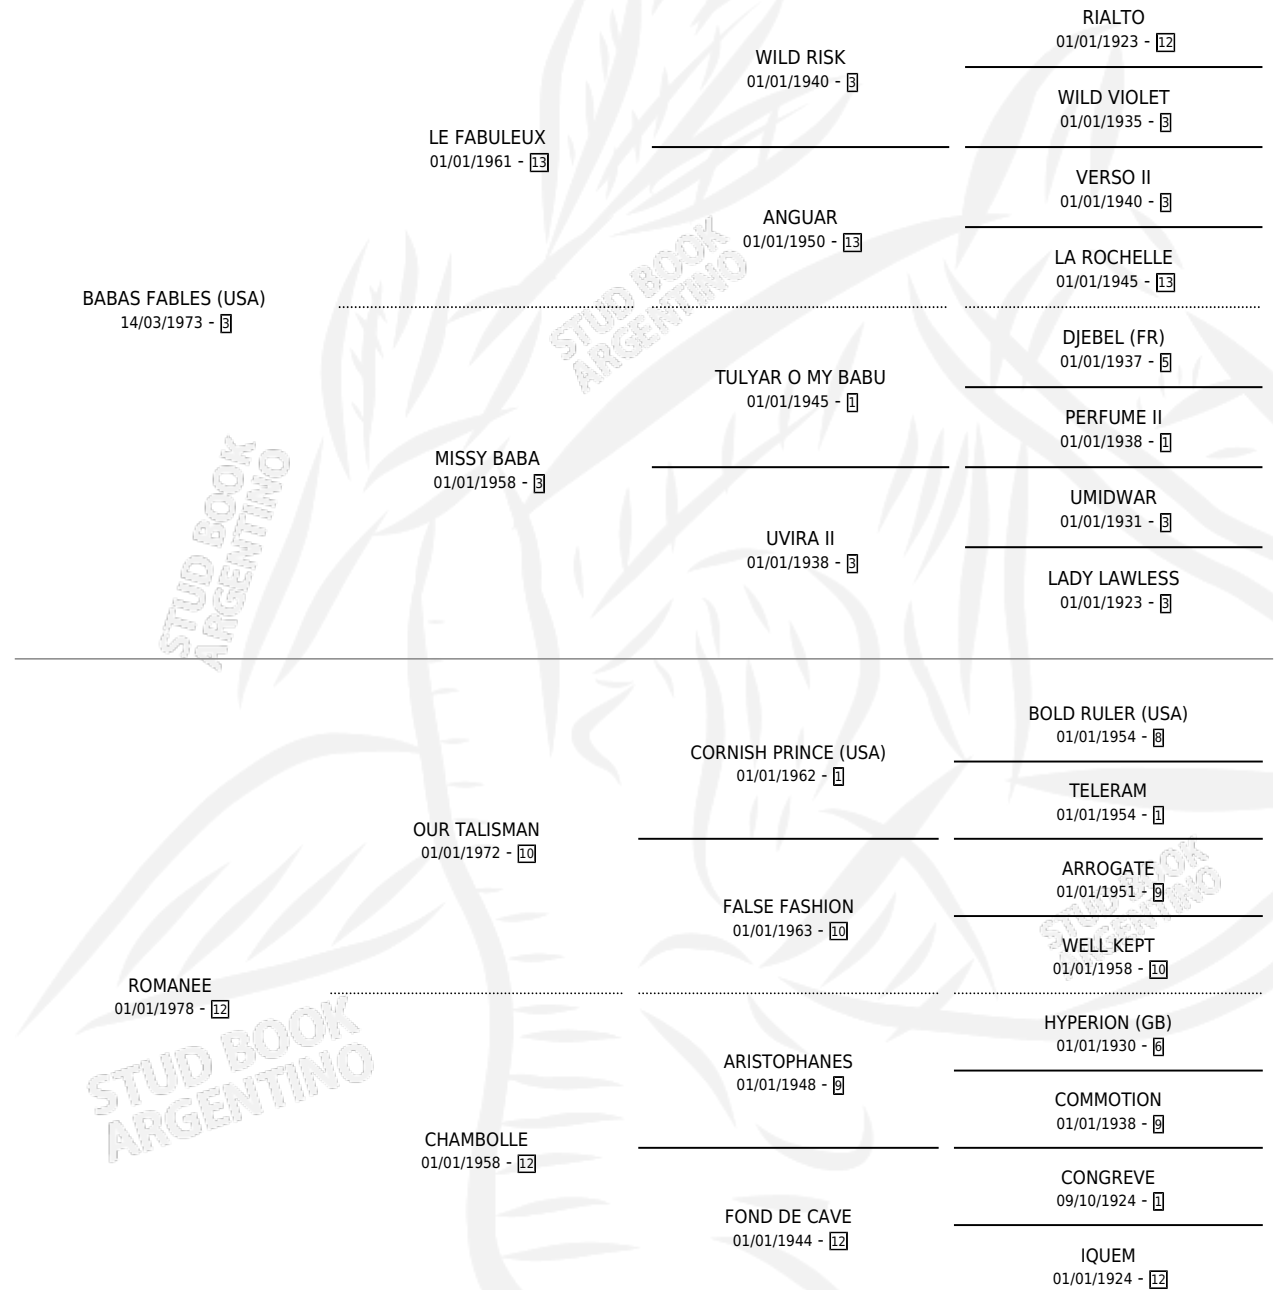 RIALTO
01/01/1923 - 12
WILD RISK
01/01/1940 - 3
WILD VIOLET
01/01/1935 - 3
LE FABULEUX
01/01/1961 - 13
VERSO II
01/01/1940 - 3
ANGUAR
01/01/1950 - 13
LA ROCHELLE
01/01/1945 - 13
BABAS FABLES (USA)
14/03/1973 - 3
DJEBEL (FR)
01/01/1937 - 5
TULYAR O MY BABU
01/01/1945 - 1
PERFUME II
01/01/1938 - 1
MISSY BABA
01/01/1958 - 3
UMIDWAR
01/01/1931 - 3
UVIRA II
01/01/1938 - 3
LADY LAWLESS
01/01/1923 - 3
STUD BOOK
ARGENTINO
STUD BOOK
ARGENTINO
BOLD RULER (USA)
01/01/1954 - 8
CORNISH PRINCE (USA)
01/01/1962 - 1
TELERAM
01/01/1954 - 1
OUR TALISMAN
01/01/1972 - 10
ARROGATE
01/01/1951 - 9
FALSE FASHION
01/01/1963 - 10
WELL KEPT
01/01/1958 - 10
STUD BOOK
ARGENTINO
ROMANEE
01/01/1978 - 12
HYPERION (GB)
01/01/1930 - 6
ARISTOPHANES
01/01/1948 - 9
COMMOTION
01/01/1938 - 9
CHAMBOLLE
01/01/1958 - 12
CONGREVE
09/10/1924 - 1
FOND DE CAVE
01/01/1944 - 12
IQUEM
01/01/1924 - 12
STUD BOOK
ARGENTINO